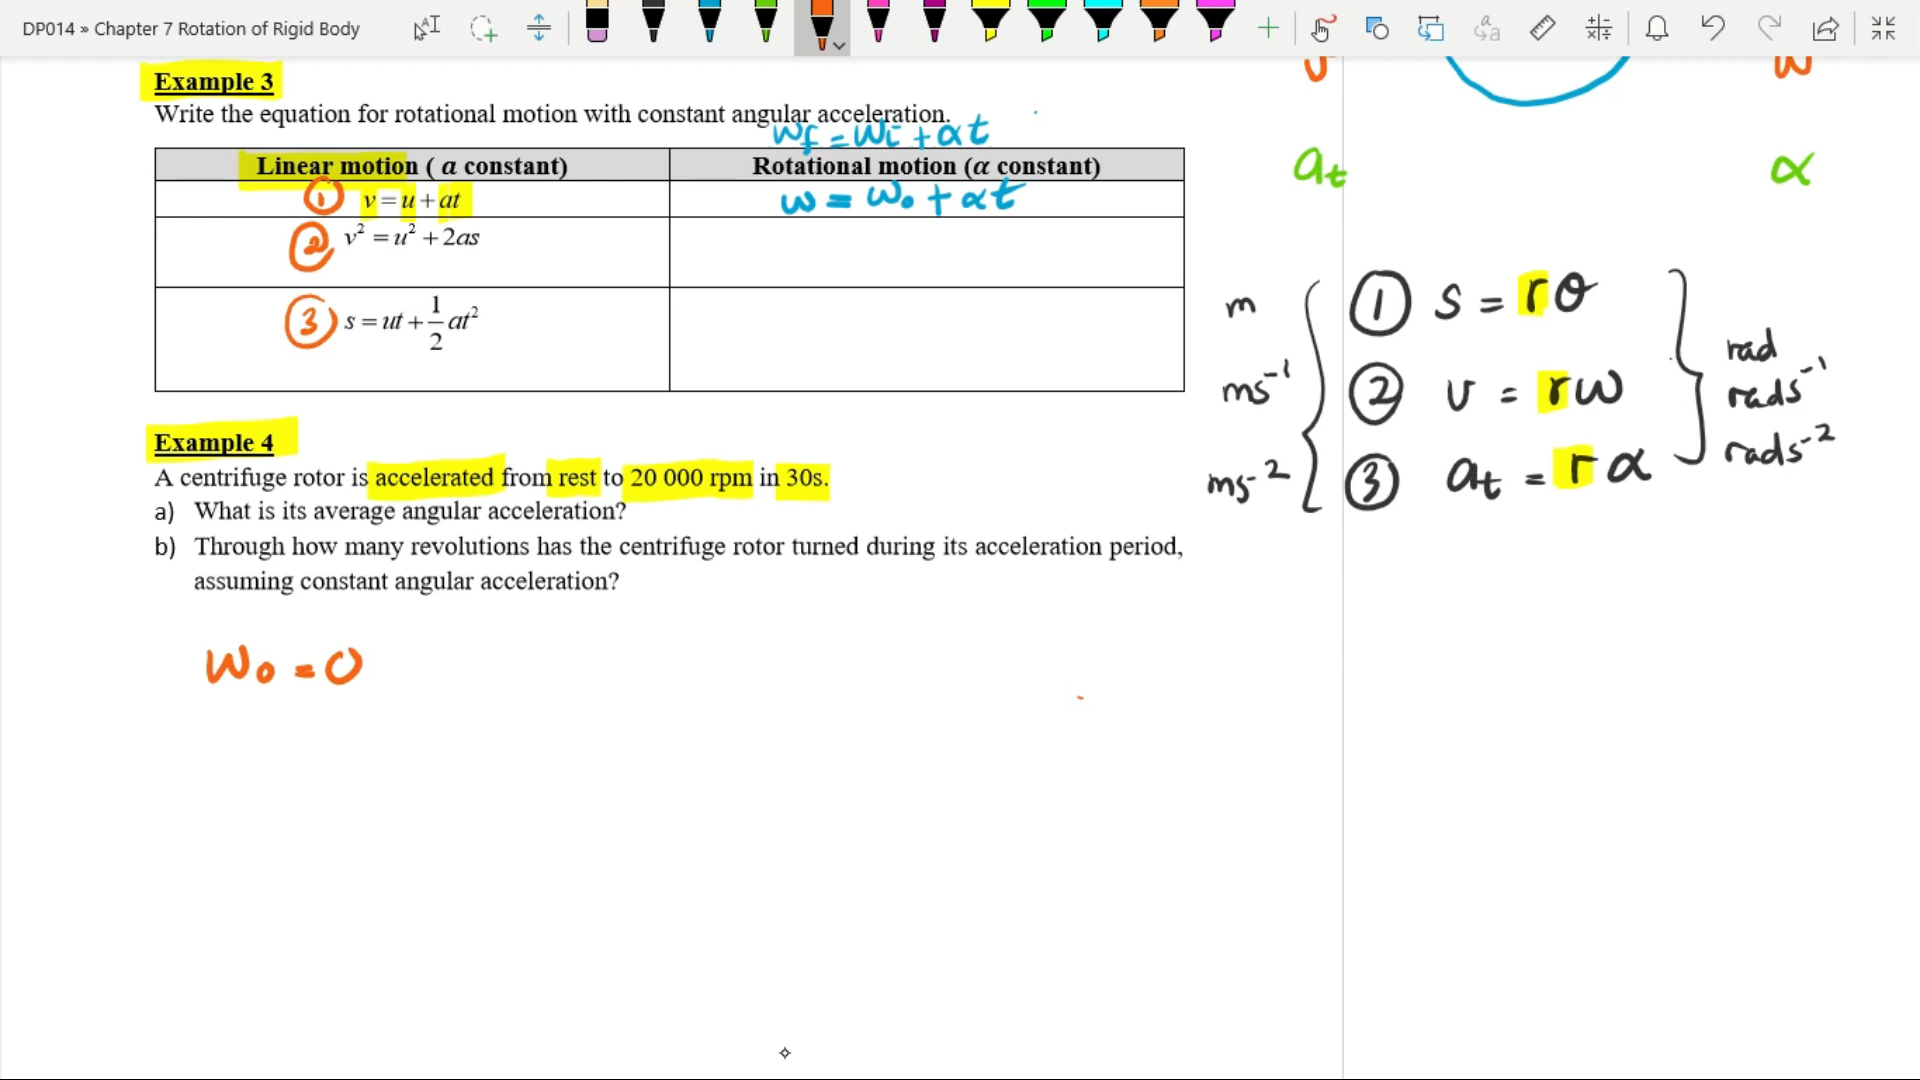 DP014 » Chapter 7 Rotation of Rigid Body
Example 3
Write the equation for rotational motion with constant angular acceleration.
ωf = ωi + αt
Linear motion ( a constant)
Rotational motion (α constant)
① v = u + at
ω = ω₀ + αt
② v² = u² + 2as
③ s = ut + 1/2 at²
Example 4
A centrifuge rotor is accelerated from rest to 20 000 rpm in 30s.
a) What is its average angular acceleration?
b) Through how many revolutions has the centrifuge rotor turned during its acceleration period,
assuming constant angular acceleration?
ω₀ = 0
v ω
at α
m ① s = rθ rad
ms⁻¹ ② v = rω rads⁻¹
ms⁻² ③ at = rα rads⁻²